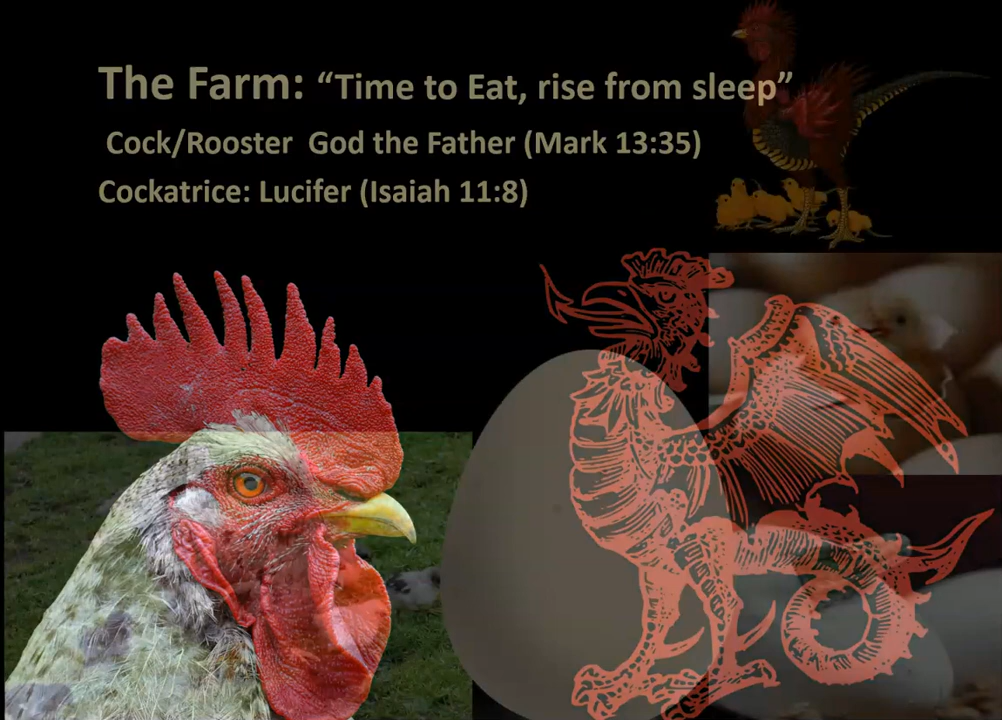 The Farm: “Time to Eat, rise from sleep”
Cock/Rooster God the Father (Mark 13:35)
Cockatrice: Lucifer (Isaiah 11:8)